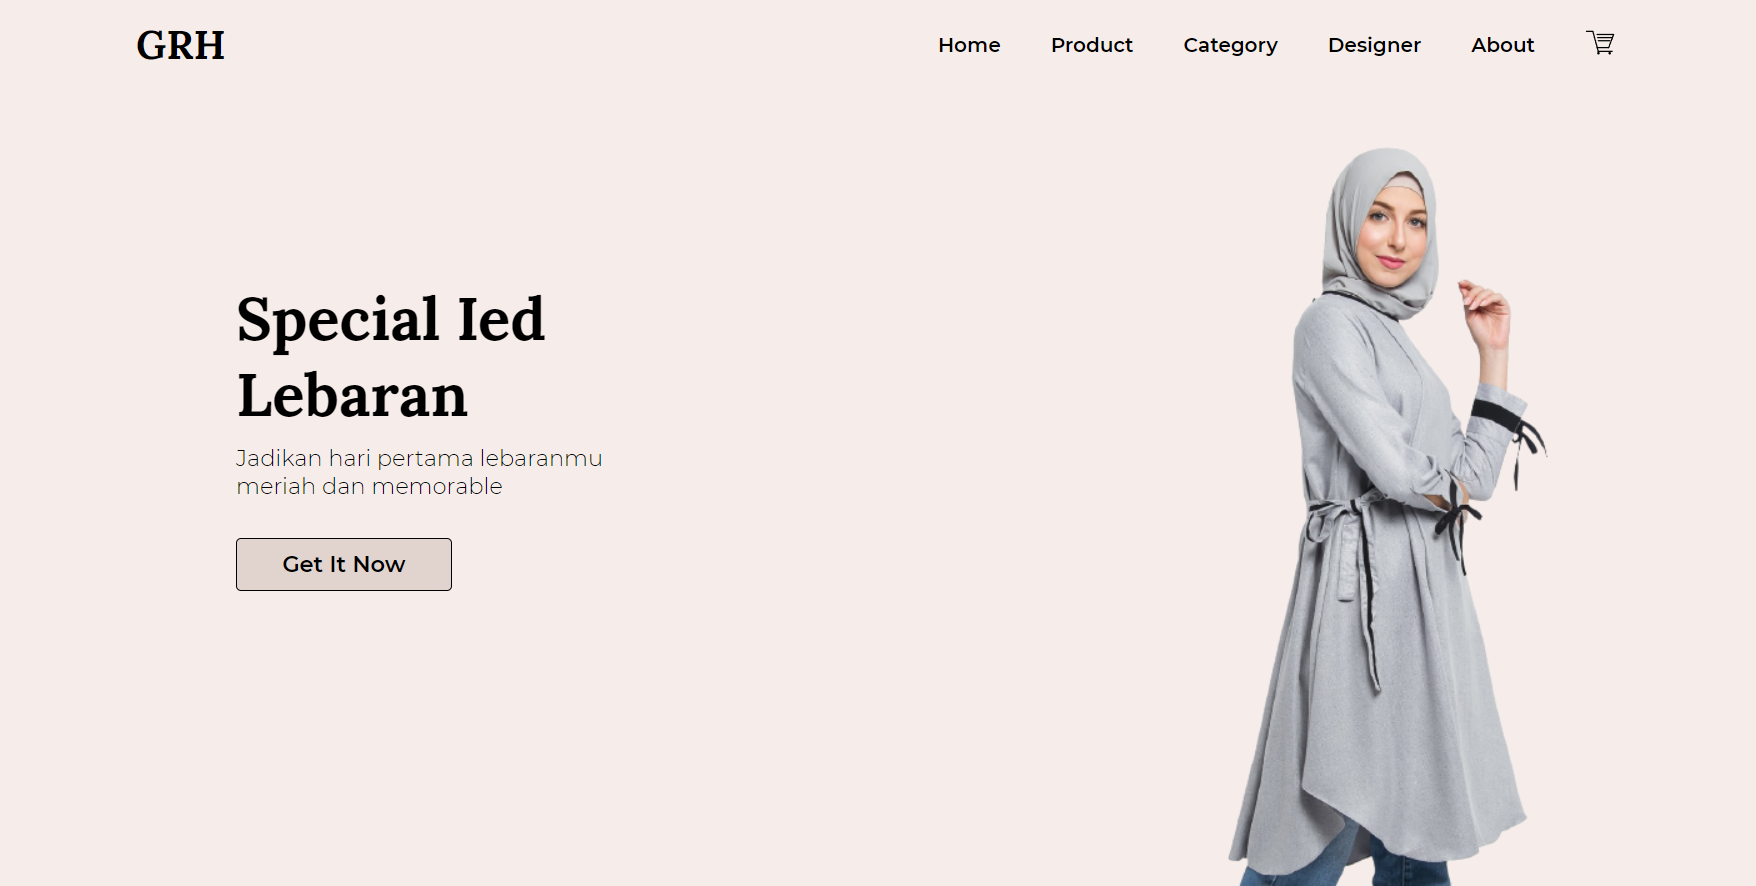 GRH
Home Product Category Designer About
Special Ied
Lebaran
Jadikan hari pertama lebaranmu
meriah dan memorable
Get It Now